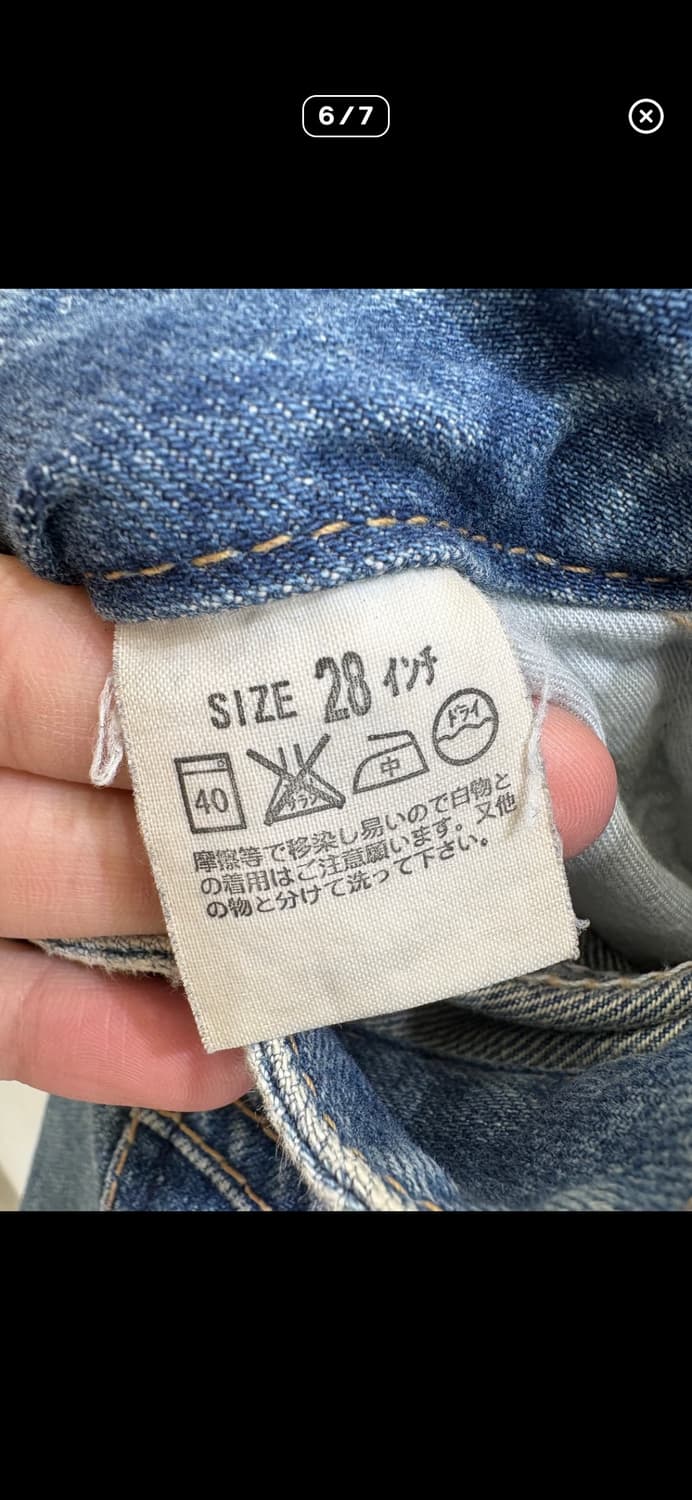 6/7
SIZE 28 インチ
40 サラシ 中 ドライ
摩擦等で移染し易いので白物と
の着用はご注意願います。又他
の物と分けて洗って下さい。